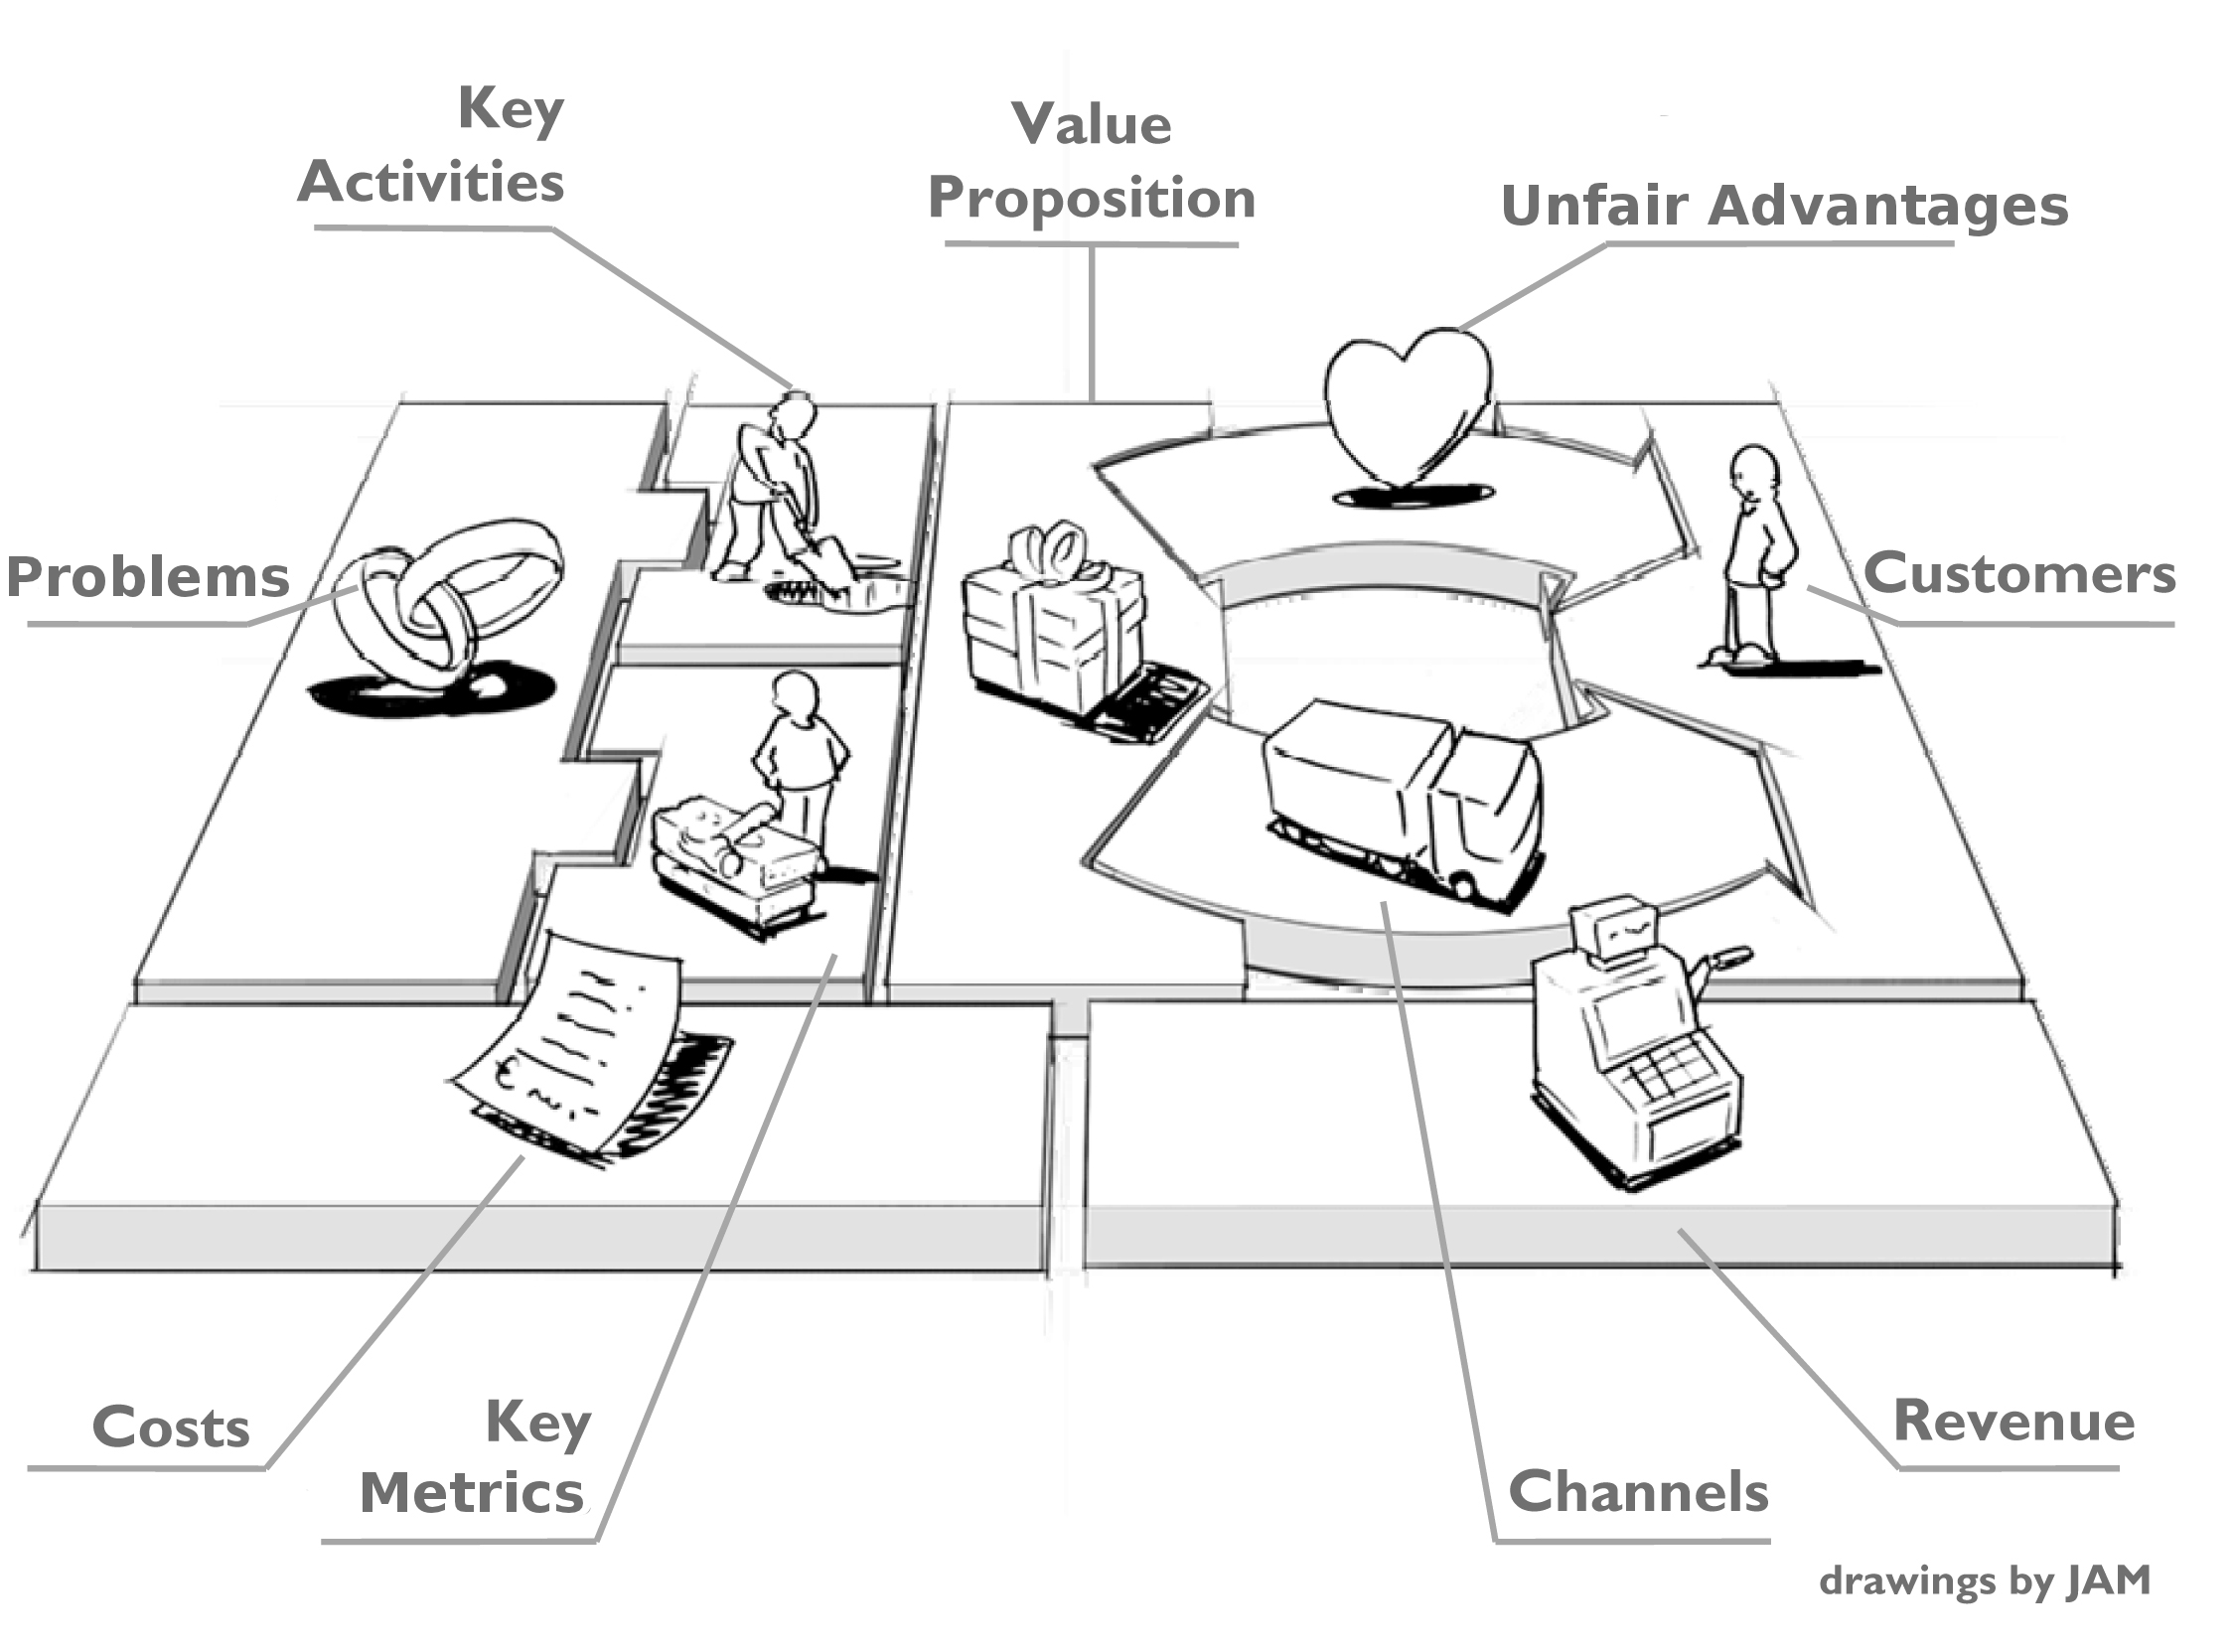 Key
Activities
Value
Proposition
Unfair Advantages
Problems
Customers
Costs
Key
Metrics
Channels
Revenue
drawings by JAM